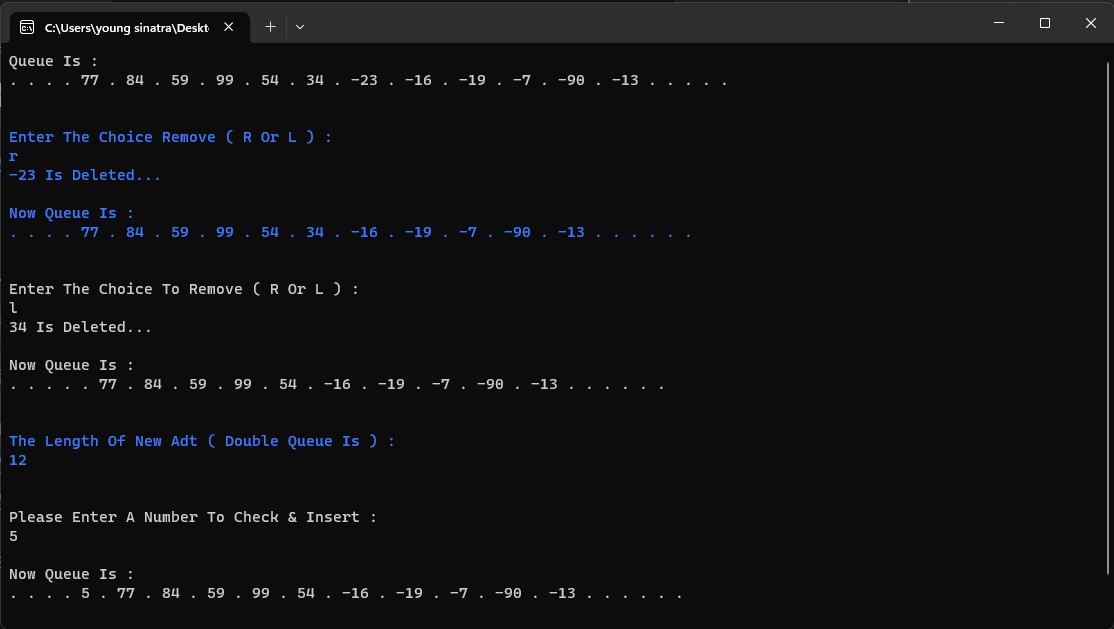 C:\Users\young sinatra\Deskt
Queue Is :
. . . . 77 . 84 . 59 . 99 . 54 . 34 . -23 . -16 . -19 . -7 . -90 . -13 . . . . .
Enter The Choice Remove ( R Or L ) :
r
-23 Is Deleted...
Now Queue Is :
. . . . 77 . 84 . 59 . 99 . 54 . 34 . -16 . -19 . -7 . -90 . -13 . . . . . .
Enter The Choice To Remove ( R Or L ) :
l
34 Is Deleted...
Now Queue Is :
. . . . . 77 . 84 . 59 . 99 . 54 . -16 . -19 . -7 . -90 . -13 . . . . . .
The Length Of New Adt ( Double Queue Is ) :
12
Please Enter A Number To Check & Insert :
5
Now Queue Is :
. . . . 5 . 77 . 84 . 59 . 99 . 54 . -16 . -19 . -7 . -90 . -13 . . . . . .